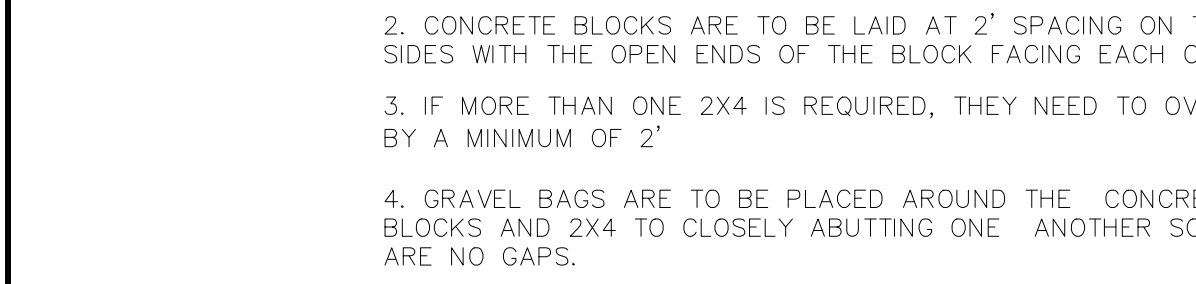 2. CONCRETE BLOCKS ARE TO BE LAID AT 2' SPACING ON
SIDES WITH THE OPEN ENDS OF THE BLOCK FACING EACH
3. IF MORE THAN ONE 2X4 IS REQUIRED, THEY NEED TO
BY A MINIMUM OF 2'
4. GRAVEL BAGS ARE TO BE PLACED AROUND THE
BLOCKS AND 2X4 TO CLOSELY ABUTTING ONE ANOTHER
ARE NO GAPS.